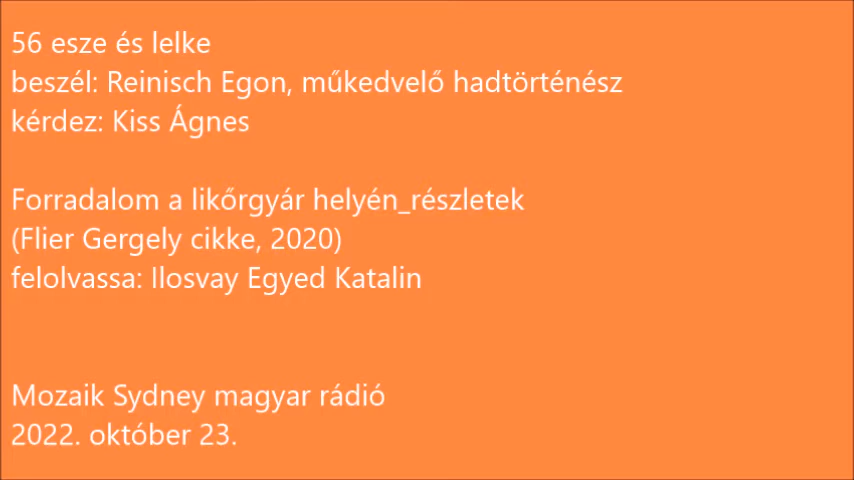 56 esze és lelke
beszél: Reinisch Egon, műkedvelő hadtörténész
kérdez: Kiss Ágnes
Forradalom a likőrgyár helyén_részletek
(Flier Gergely cikke, 2020)
felolvassa: Ilosvay Egyed Katalin
Mozaik Sydney magyar rádió
2022. október 23.